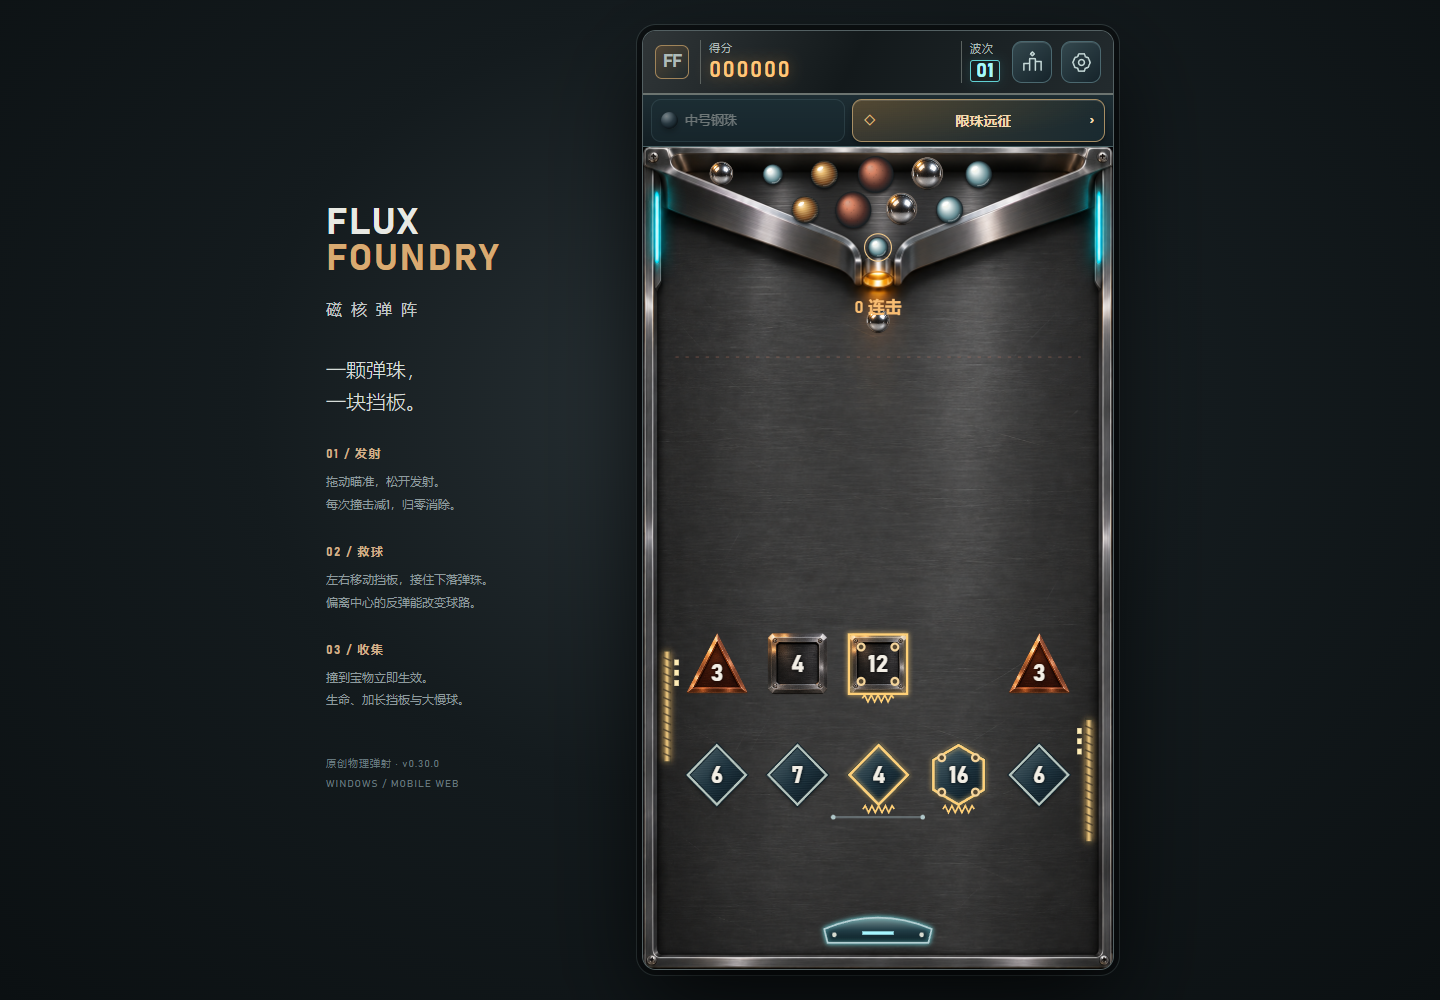 FLUX
FOUNDRY
磁核弹阵
一颗弹珠，
一块挡板。
01 / 发射
拖动瞄准，松开发射。
每次撞击减1，归零消除。
02 / 救球
左右移动挡板，接住下落弹珠。
偏离中心的反弹能改变球路。
03 / 收集
撞到宝物立即生效。
生命、加长挡板与大慢球。
原创物理弹射 · v0.30.0
WINDOWS / MOBILE WEB
FF
得分
000000
波次
01
中号钢珠
限珠远征
0 连击
3
4
12
3
6
7
4
16
6